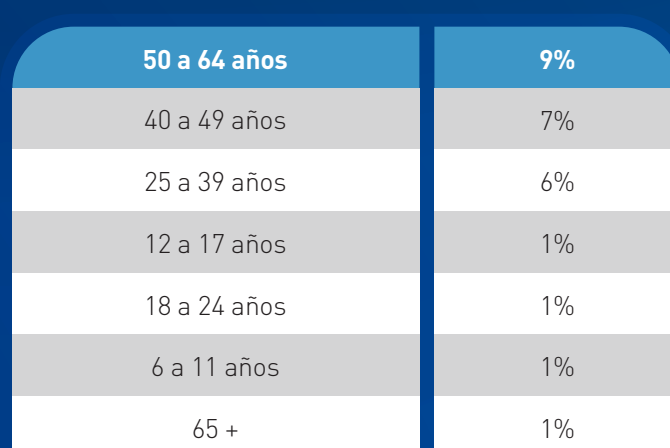 50 a 64 años 9%
40 a 49 años 7%
25 a 39 años 6%
12 a 17 años 1%
18 a 24 años 1%
6 a 11 años 1%
65 + 1%